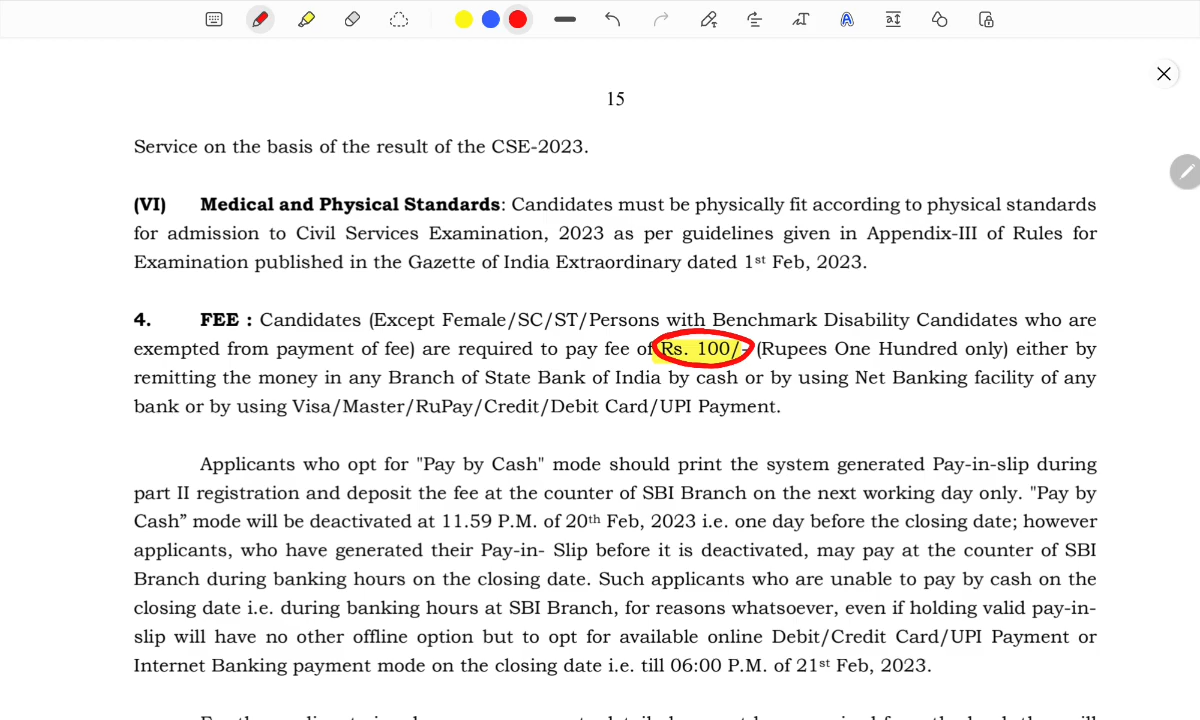 15
Service on the basis of the result of the CSE-2023.
(VI) Medical and Physical Standards: Candidates must be physically fit according to physical standards
for admission to Civil Services Examination, 2023 as per guidelines given in Appendix-III of Rules for
Examination published in the Gazette of India Extraordinary dated 1st Feb, 2023.
4. FEE : Candidates (Except Female/SC/ST/Persons with Benchmark Disability Candidates who are
exempted from payment of fee) are required to pay fee of Rs. 100/- (Rupees One Hundred only) either by
remitting the money in any Branch of State Bank of India by cash or by using Net Banking facility of any
bank or by using Visa/Master/RuPay/Credit/Debit Card/UPI Payment.
Applicants who opt for "Pay by Cash" mode should print the system generated Pay-in-slip during
part II registration and deposit the fee at the counter of SBI Branch on the next working day only. "Pay by
Cash” mode will be deactivated at 11.59 P.M. of 20th Feb, 2023 i.e. one day before the closing date; however
applicants, who have generated their Pay-in- Slip before it is deactivated, may pay at the counter of SBI
Branch during banking hours on the closing date. Such applicants who are unable to pay by cash on the
closing date i.e. during banking hours at SBI Branch, for reasons whatsoever, even if holding valid pay-in-
slip will have no other offline option but to opt for available online Debit/Credit Card/UPI Payment or
Internet Banking payment mode on the closing date i.e. till 06:00 P.M. of 21st Feb, 2023.